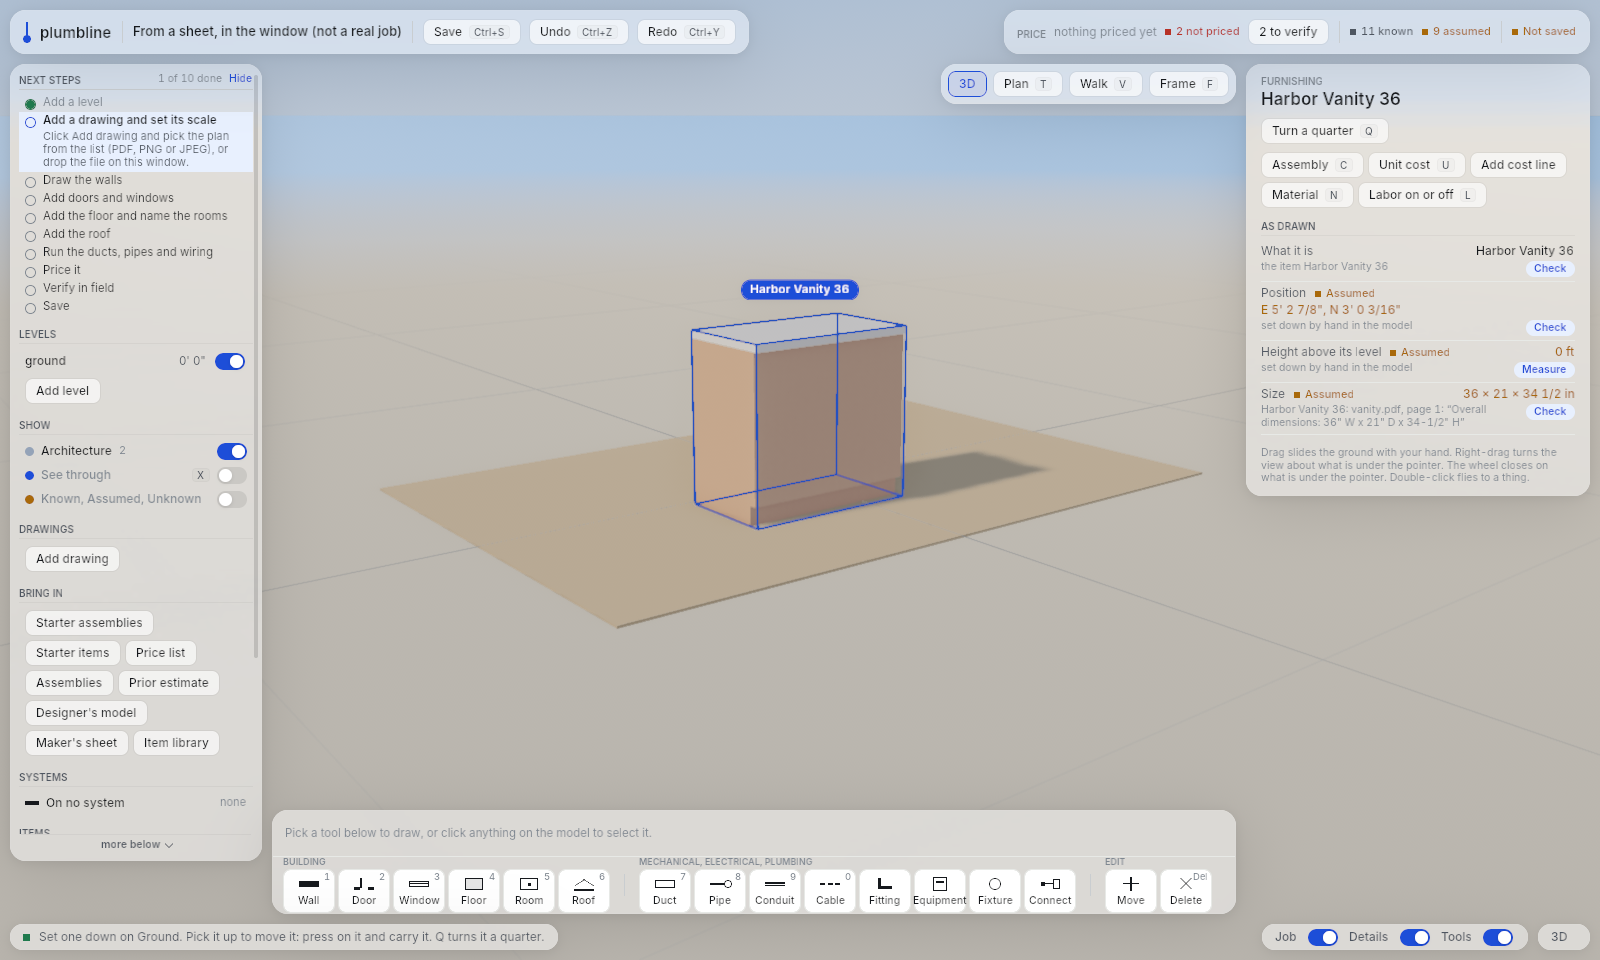 plumbline
From a sheet, in the window (not a real job)
Save Ctrl+S
Undo Ctrl+Z
Redo Ctrl+Y
PRICE nothing priced yet 2 not priced 2 to verify 11 known 9 assumed Not saved
NEXT STEPS 1 of 10 done Hide
Add a level
Add a drawing and set its scale
Click Add drawing and pick the plan
from the list (PDF, PNG or JPEG), or
drop the file on this window.
Draw the walls
Add doors and windows
Add the floor and name the rooms
Add the roof
Run the ducts, pipes and wiring
Price it
Verify in field
Save
LEVELS
ground 0' 0"
Add level
SHOW
Architecture 2
See through X
Known, Assumed, Unknown
DRAWINGS
Add drawing
BRING IN
Starter assemblies
Starter items Price list
Assemblies Prior estimate
Designer's model
Maker's sheet Item library
SYSTEMS
On no system none
ITEMS
more below
3D Plan T Walk V Frame F
Harbor Vanity 36
FURNISHING
Harbor Vanity 36
Turn a quarter Q
Assembly C Unit cost U Add cost line
Material N Labor on or off L
AS DRAWN
What it is Harbor Vanity 36
the item Harbor Vanity 36 Check
Position Assumed
E 5' 2 7/8", N 3' 0 3/16"
set down by hand in the model Check
Height above its level Assumed 0 ft
set down by hand in the model Measure
Size Assumed 36 × 21 × 34 1/2 in
Harbor Vanity 36: vanity.pdf, page 1: "Overall Check
dimensions: 36" W x 21" D x 34-1/2" H"
Drag slides the ground with your hand. Right-drag turns the
view about what is under the pointer. The wheel closes on
what is under the pointer. Double-click flies to a thing.
Pick a tool below to draw, or click anything on the model to select it.
BUILDING MECHANICAL, ELECTRICAL, PLUMBING EDIT
1 2 3 4 5 6 7 8 9 0 Del
Wall Door Window Floor Room Roof Duct Pipe Conduit Cable Fitting Equipment Fixture Connect Move Delete
Set one down on Ground. Pick it up to move it: press on it and carry it. Q turns it a quarter.
Job Details Tools 3D